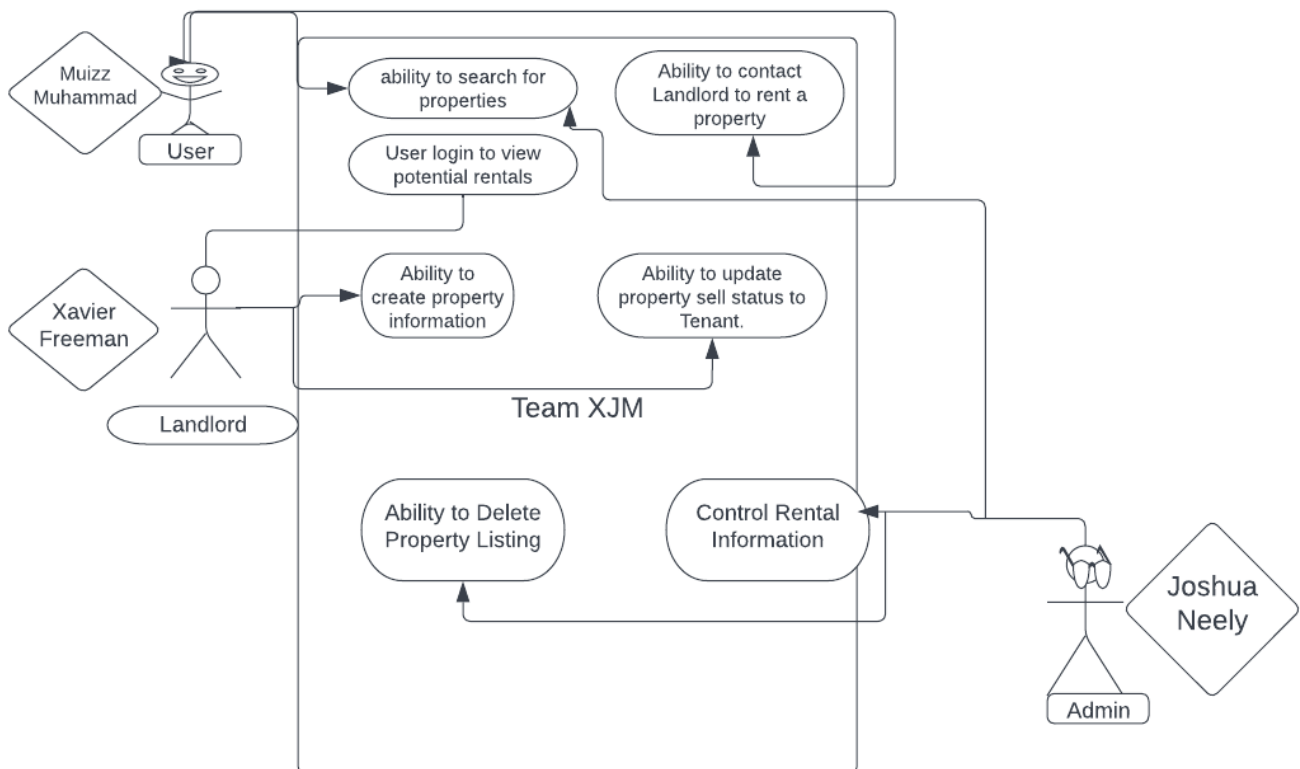 Muizz
Muhammad
User
ability to search for
properties
Ability to contact
Landlord to rent a
property
User login to view
potential rentals
Xavier
Freeman
Landlord
Ability to
create property
information
Ability to update
property sell status to
Tenant.
Team XJM
Ability to Delete
Property Listing
Control Rental
Information
Joshua
Neely
Admin